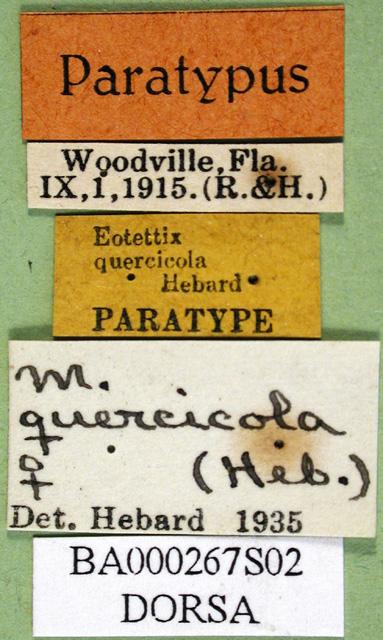 Paratypus
Woodville, Fla.
IX, 1, 1915. (R. & H.)
Eotettix
quercicola
Hebard
PARATYPE
M.
quercicola
♀ (Heb.)
Det. Hebard 1935
BA000267S02
DORSA